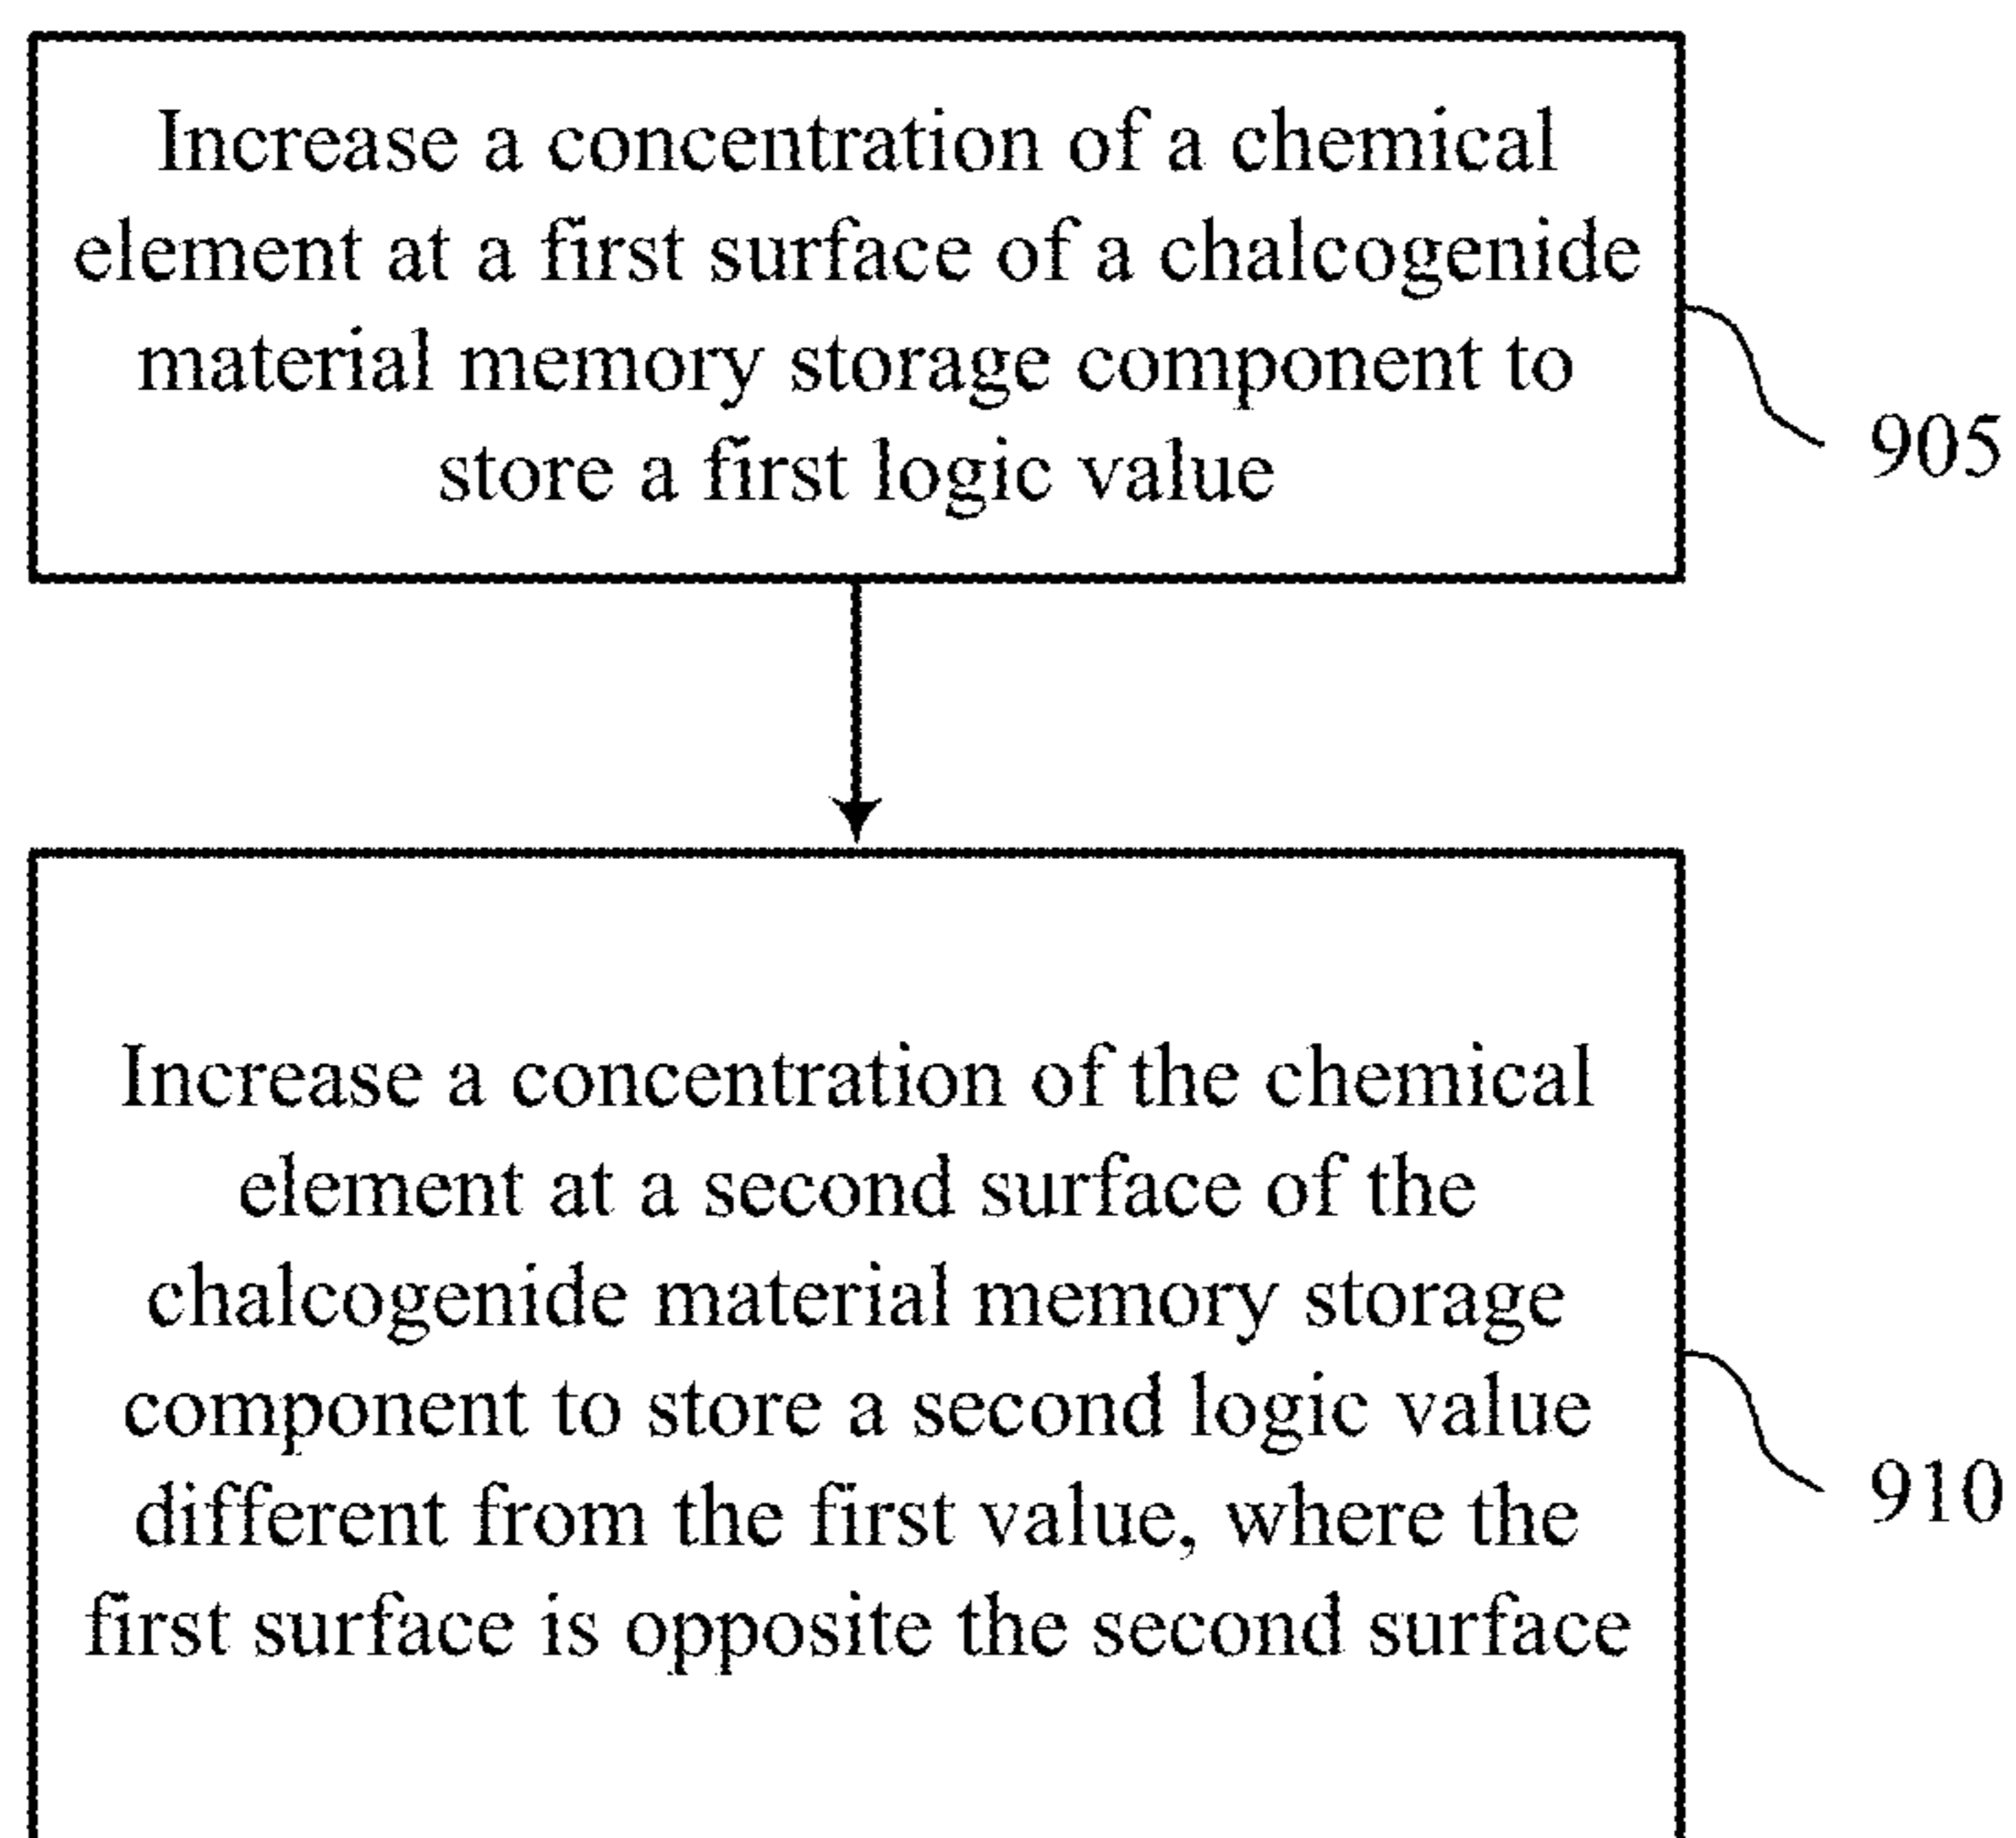 Increase a concentration of a chemical
element at a first surface of a chalcogenide
material memory storage component to
store a first logic value
905
Increase a concentration of the chemical
element at a second surface of the
chalcogenide material memory storage
component to store a second logic value
different from the first value, where the
first surface is opposite the second surface
910